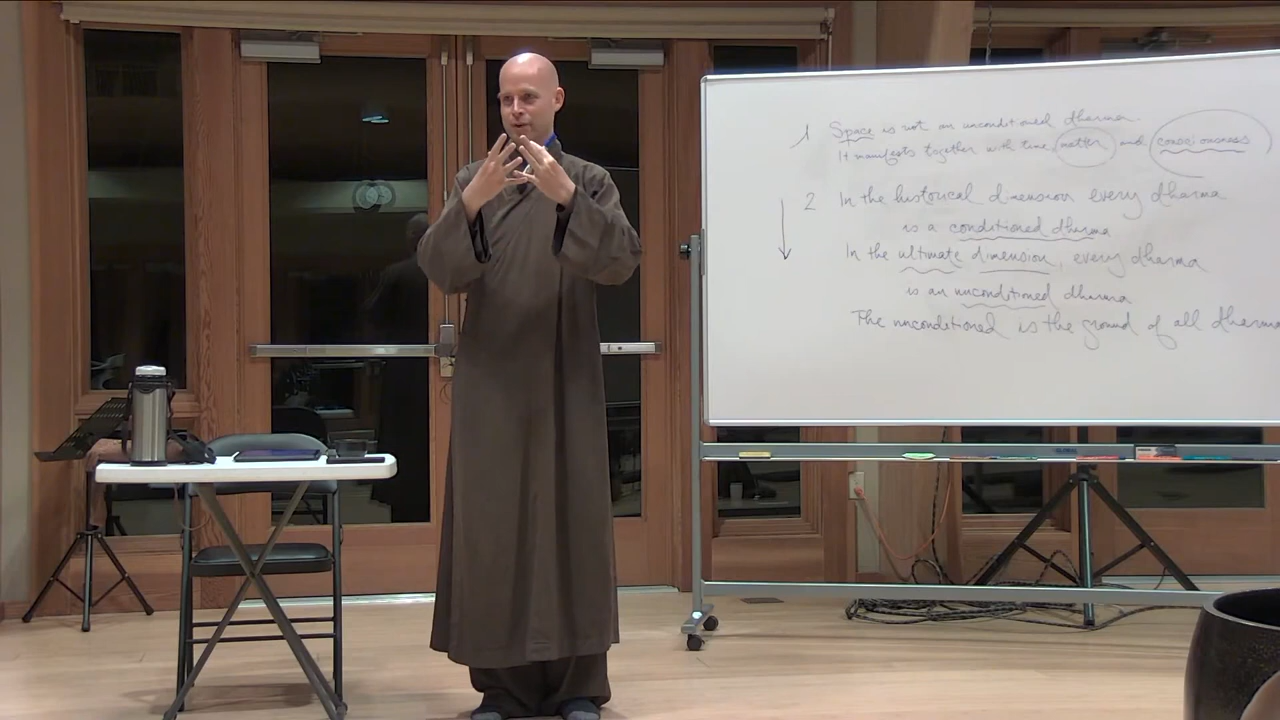 1 Space is not an unconditioned dharma.
It manifests together with time matter and consciousness
2 In the historical dimension every dharma
is a conditioned dharma
In the ultimate dimension, every dharma
is an unconditioned dharma
The unconditioned is the ground of all dharma
GLOBAL